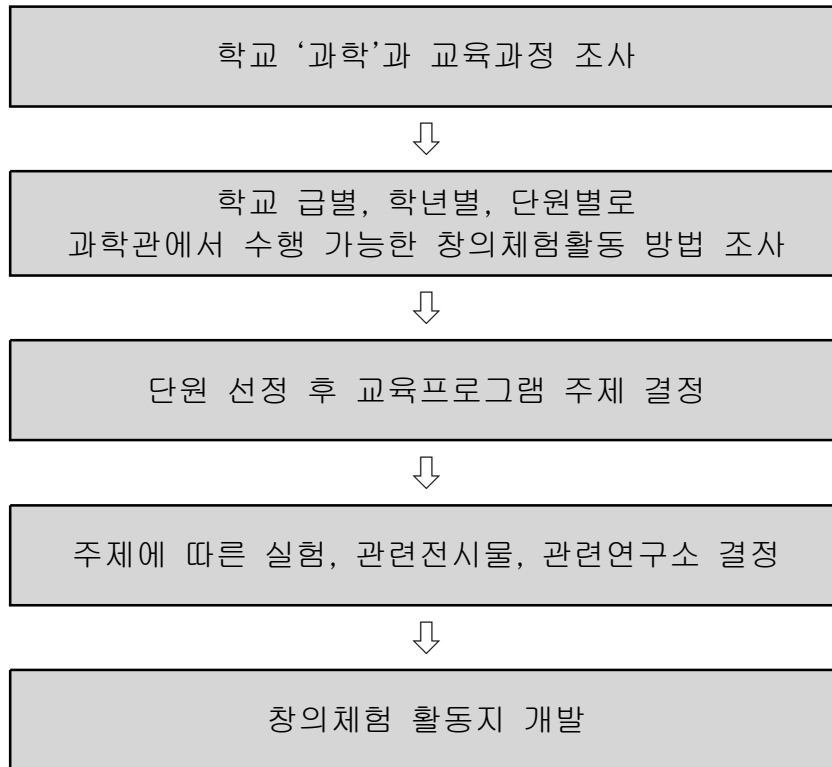 학교 ‘과학’과 교육과정 조사
학교 급별, 학년별, 단원별로
과학관에서 수행 가능한 창의체험활동 방법 조사
단원 선정 후 교육프로그램 주제 결정
주제에 따른 실험, 관련전시물, 관련연구소 결정
창의체험 활동지 개발